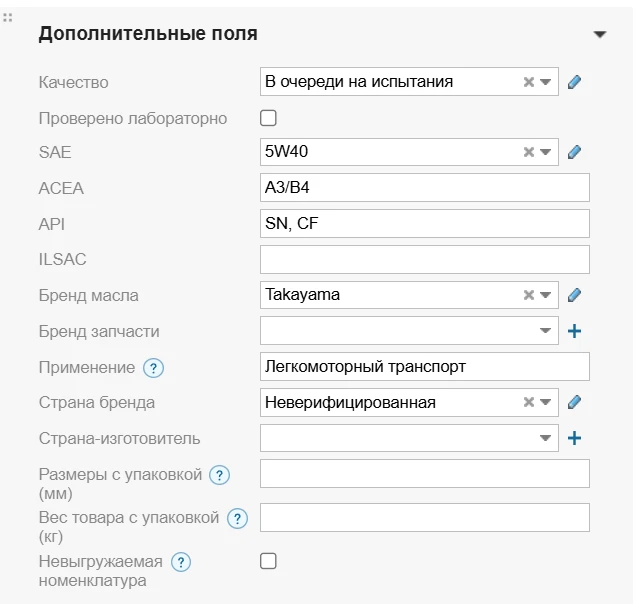 Дополнительные поля
Качество
В очереди на испытания
Проверено лабораторно
SAE
5W40
ACEA
A3/B4
API
SN, CF
ILSAC
Бренд масла
Takayama
Бренд запчасти
Применение ?
Легкомоторный транспорт
Страна бренда
Неверифицированная
Страна-изготовитель
Размеры с упаковкой ?
(мм)
Вес товара с упаковкой ?
(кг)
Невыгружаемая ?
номенклатура